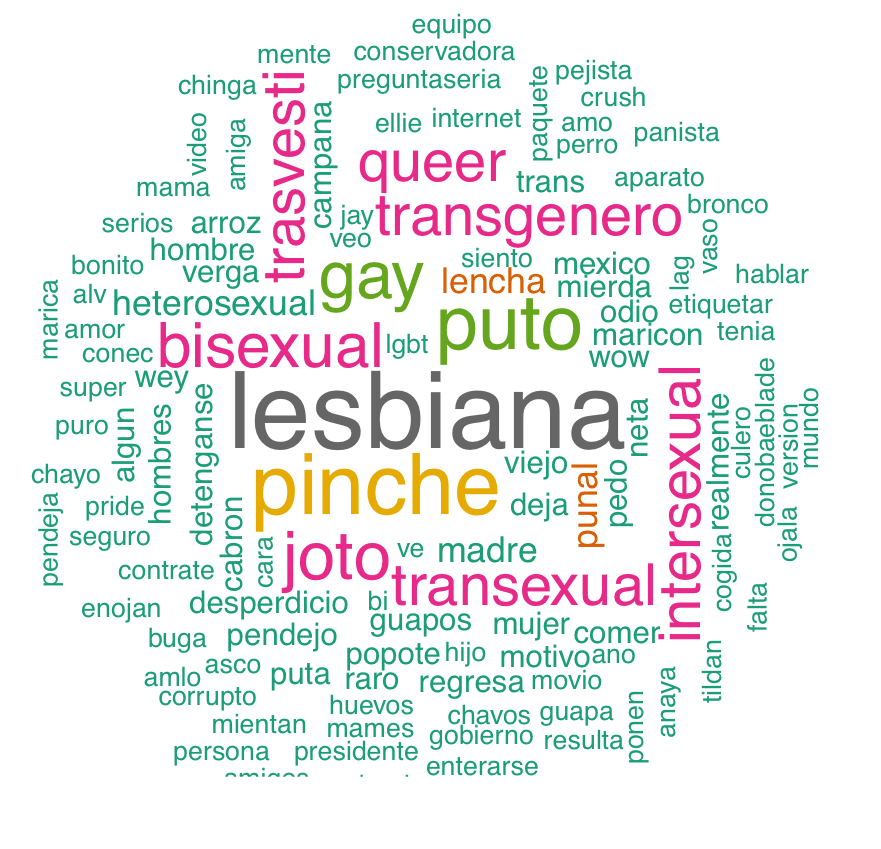 equipo
mente
conservadora
chinga
preguntaseria
pejista
crush
trasvesti
campana
ellie
internet
paquete
amo
perro
panista
video
amiga
queer
trans
aparato
mama
transgenero
bronco
serios
arroz
jay
veo
vaso
bonito
hombre
verga
gay
siento
lencha
mexico
mierda
lag
hablar
marica
alv
heterosexual
puto
odio
etiquetar
amor
conec
bisexual
lgbt
maricon
tenia
wow
super
wey
lesbiana
intersexual
puro
algun
hombres
detenganse
neta
realmente
culero
donobaeblade
version
mundo
chayo
pinche
viejo
punal
pedo
pendeja
pride
deja
seguro
cabron
cara
joto
ve
madre
cogida
ojala
contrate
transexual
enojan
desperdicio
bi
falta
guapos
mujer
comer
buga
pendejo
popote
hijo
motivo
ano
tildan
amlo
asco
puta
raro
regresa
movio
anaya
corrupto
huevos
chavos
guapa
ponen
mientan
mames
gobierno
resulta
persona
presidente
enterarse
amigos